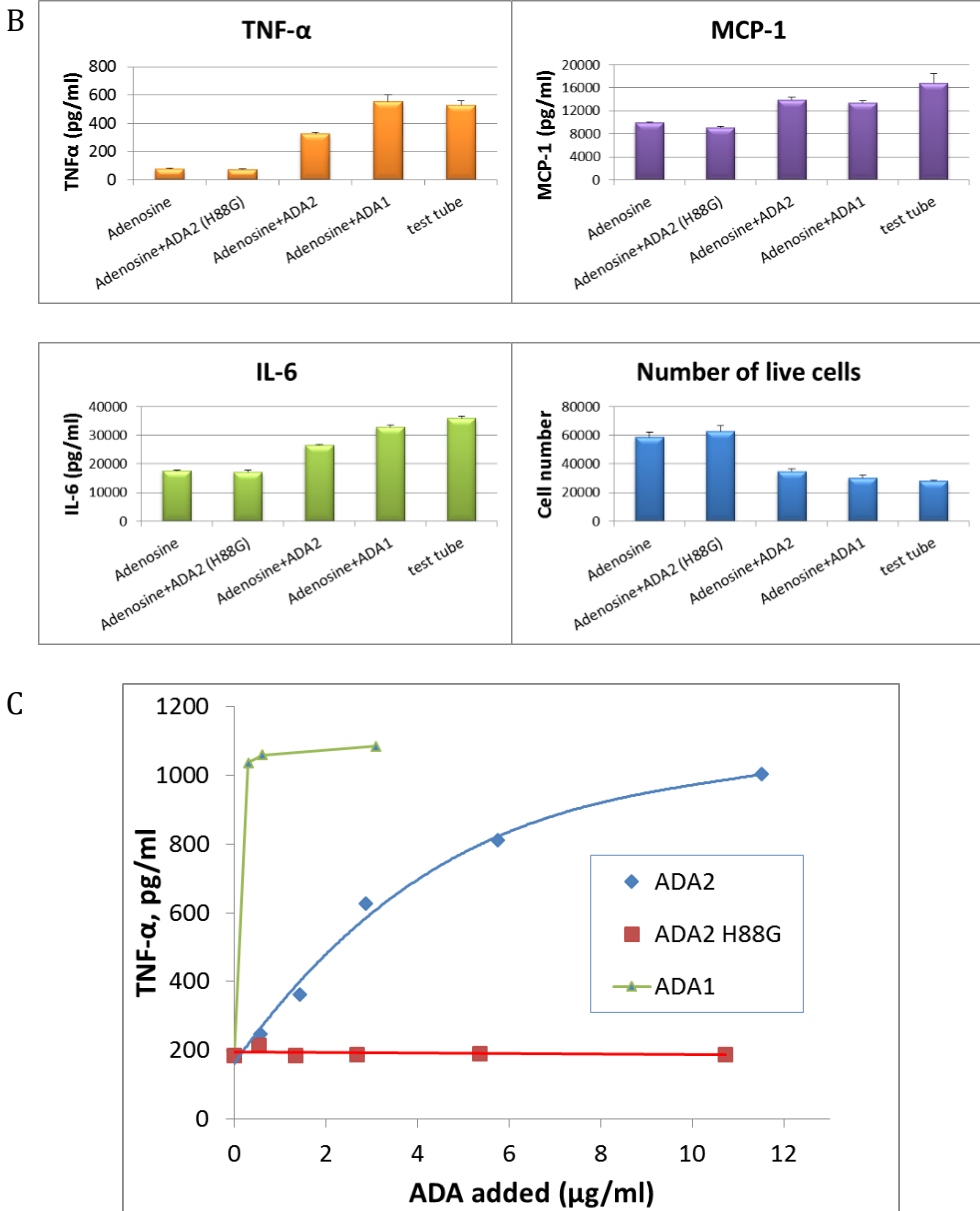 B
TNF-α
TNFα (pg/ml)
800
600
400
200
0
Adenosine
Adenosine+ADA2 (H88G)
Adenosine+ADA2
Adenosine+ADA1
test tube
MCP-1
MCP-1 (pg/ml)
20000
16000
12000
8000
4000
0
Adenosine
Adenosine+ADA2 (H88G)
Adenosine+ADA2
Adenosine+ADA1
test tube
IL-6
IL-6 (pg/ml)
40000
30000
20000
10000
0
Adenosine
Adenosine+ADA2 (H88G)
Adenosine+ADA2
Adenosine+ADA1
test tube
Number of live cells
Cell number
80000
60000
40000
20000
0
Adenosine
Adenosine+ADA2 (H88G)
Adenosine+ADA2
Adenosine+ADA1
test tube
C
TNF-α, pg/ml
1200
1000
800
600
400
200
0
ADA2
ADA2 H88G
ADA1
0 2 4 6 8 10 12
ADA added (μg/ml)